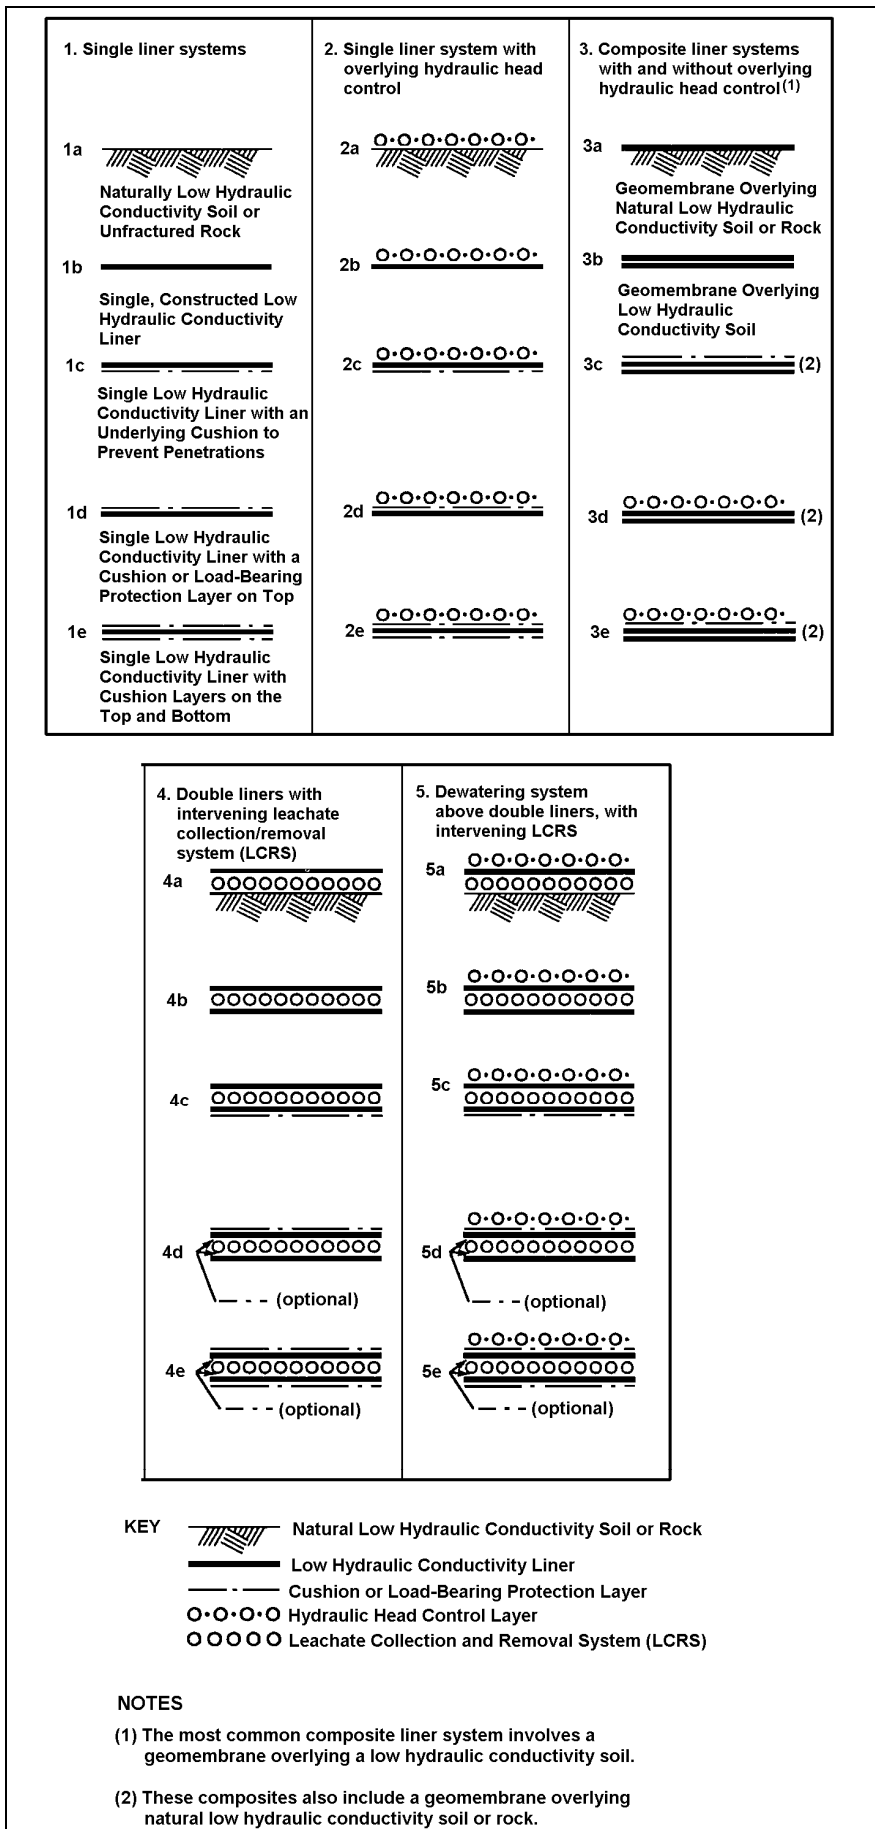 1. Single liner systems
1a
Naturally Low Hydraulic
Conductivity Soil or
Unfractured Rock
1b
Single, Constructed Low
Hydraulic Conductivity
Liner
1c
Single Low Hydraulic
Conductivity Liner with an
Underlying Cushion to
Prevent Penetrations
1d
Single Low Hydraulic
Conductivity Liner with a
Cushion or Load-Bearing
Protection Layer on Top
1e
Single Low Hydraulic
Conductivity Liner with
Cushion Layers on the
Top and Bottom
2. Single liner system with
overlying hydraulic head
control
2a
2b
2c
2d
2e
3. Composite liner systems
with and without overlying
hydraulic head control(1)
3a
Geomembrane Overlying
Natural Low Hydraulic
Conductivity Soil or Rock
3b
Geomembrane Overlying
Low Hydraulic
Conductivity Soil
3c (2)
3d (2)
3e (2)
4. Double liners with
intervening leachate
collection/removal
system (LCRS)
4a
4b
4c
4d
(optional)
4e
(optional)
5. Dewatering system
above double liners, with
intervening LCRS
5a
5b
5c
5d
(optional)
5e
(optional)
KEY
Natural Low Hydraulic Conductivity Soil or Rock
Low Hydraulic Conductivity Liner
Cushion or Load-Bearing Protection Layer
Hydraulic Head Control Layer
Leachate Collection and Removal System (LCRS)
NOTES
(1) The most common composite liner system involves a
geomembrane overlying a low hydraulic conductivity soil.
(2) These composites also include a geomembrane overlying
natural low hydraulic conductivity soil or rock.